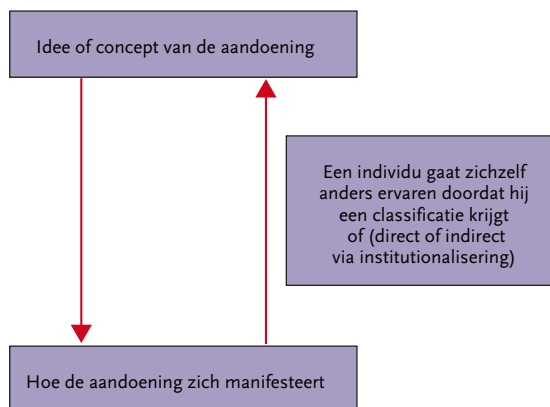 Idee of concept van de aandoening
Een individu gaat zichzelf
anders ervaren doordat hij
een classificatie krijgt
of (direct of indirect
via institutionalisering)
Hoe de aandoening zich manifesteert